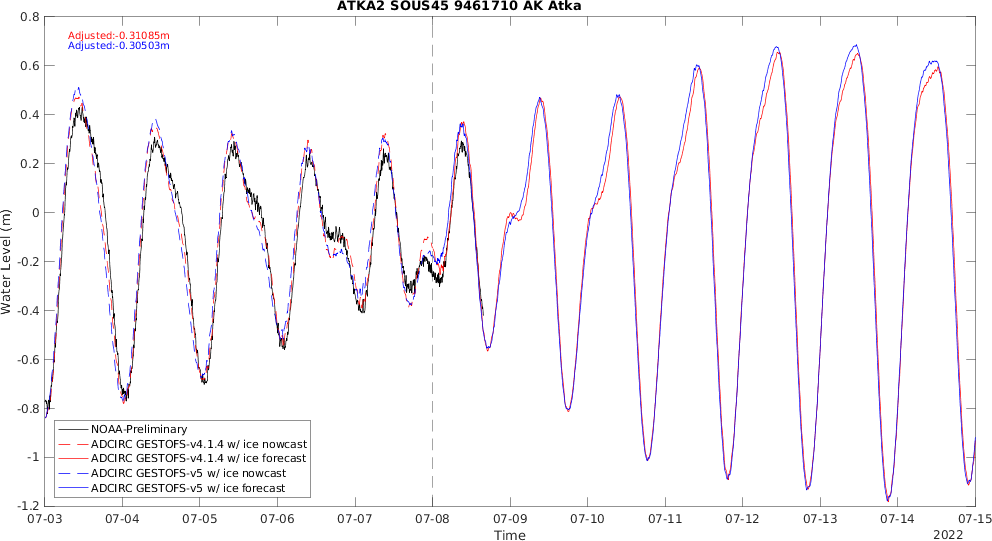 ATKA2 SOUS45 9461710 AK Atka
Adjusted:-0.31085m
Adjusted:-0.30503m
0.8
0.6
0.4
0.2
0
-0.2
-0.4
-0.6
-0.8
-1
-1.2
Water Level (m)
NOAA-Preliminary
ADCIRC GESTOFS-v4.1.4 w/ ice nowcast
ADCIRC GESTOFS-v4.1.4 w/ ice forecast
ADCIRC GESTOFS-v5 w/ ice nowcast
ADCIRC GESTOFS-v5 w/ ice forecast
07-03 07-04 07-05 07-06 07-07 07-08 07-09 07-10 07-11 07-12 07-13 07-14 07-15
Time
2022